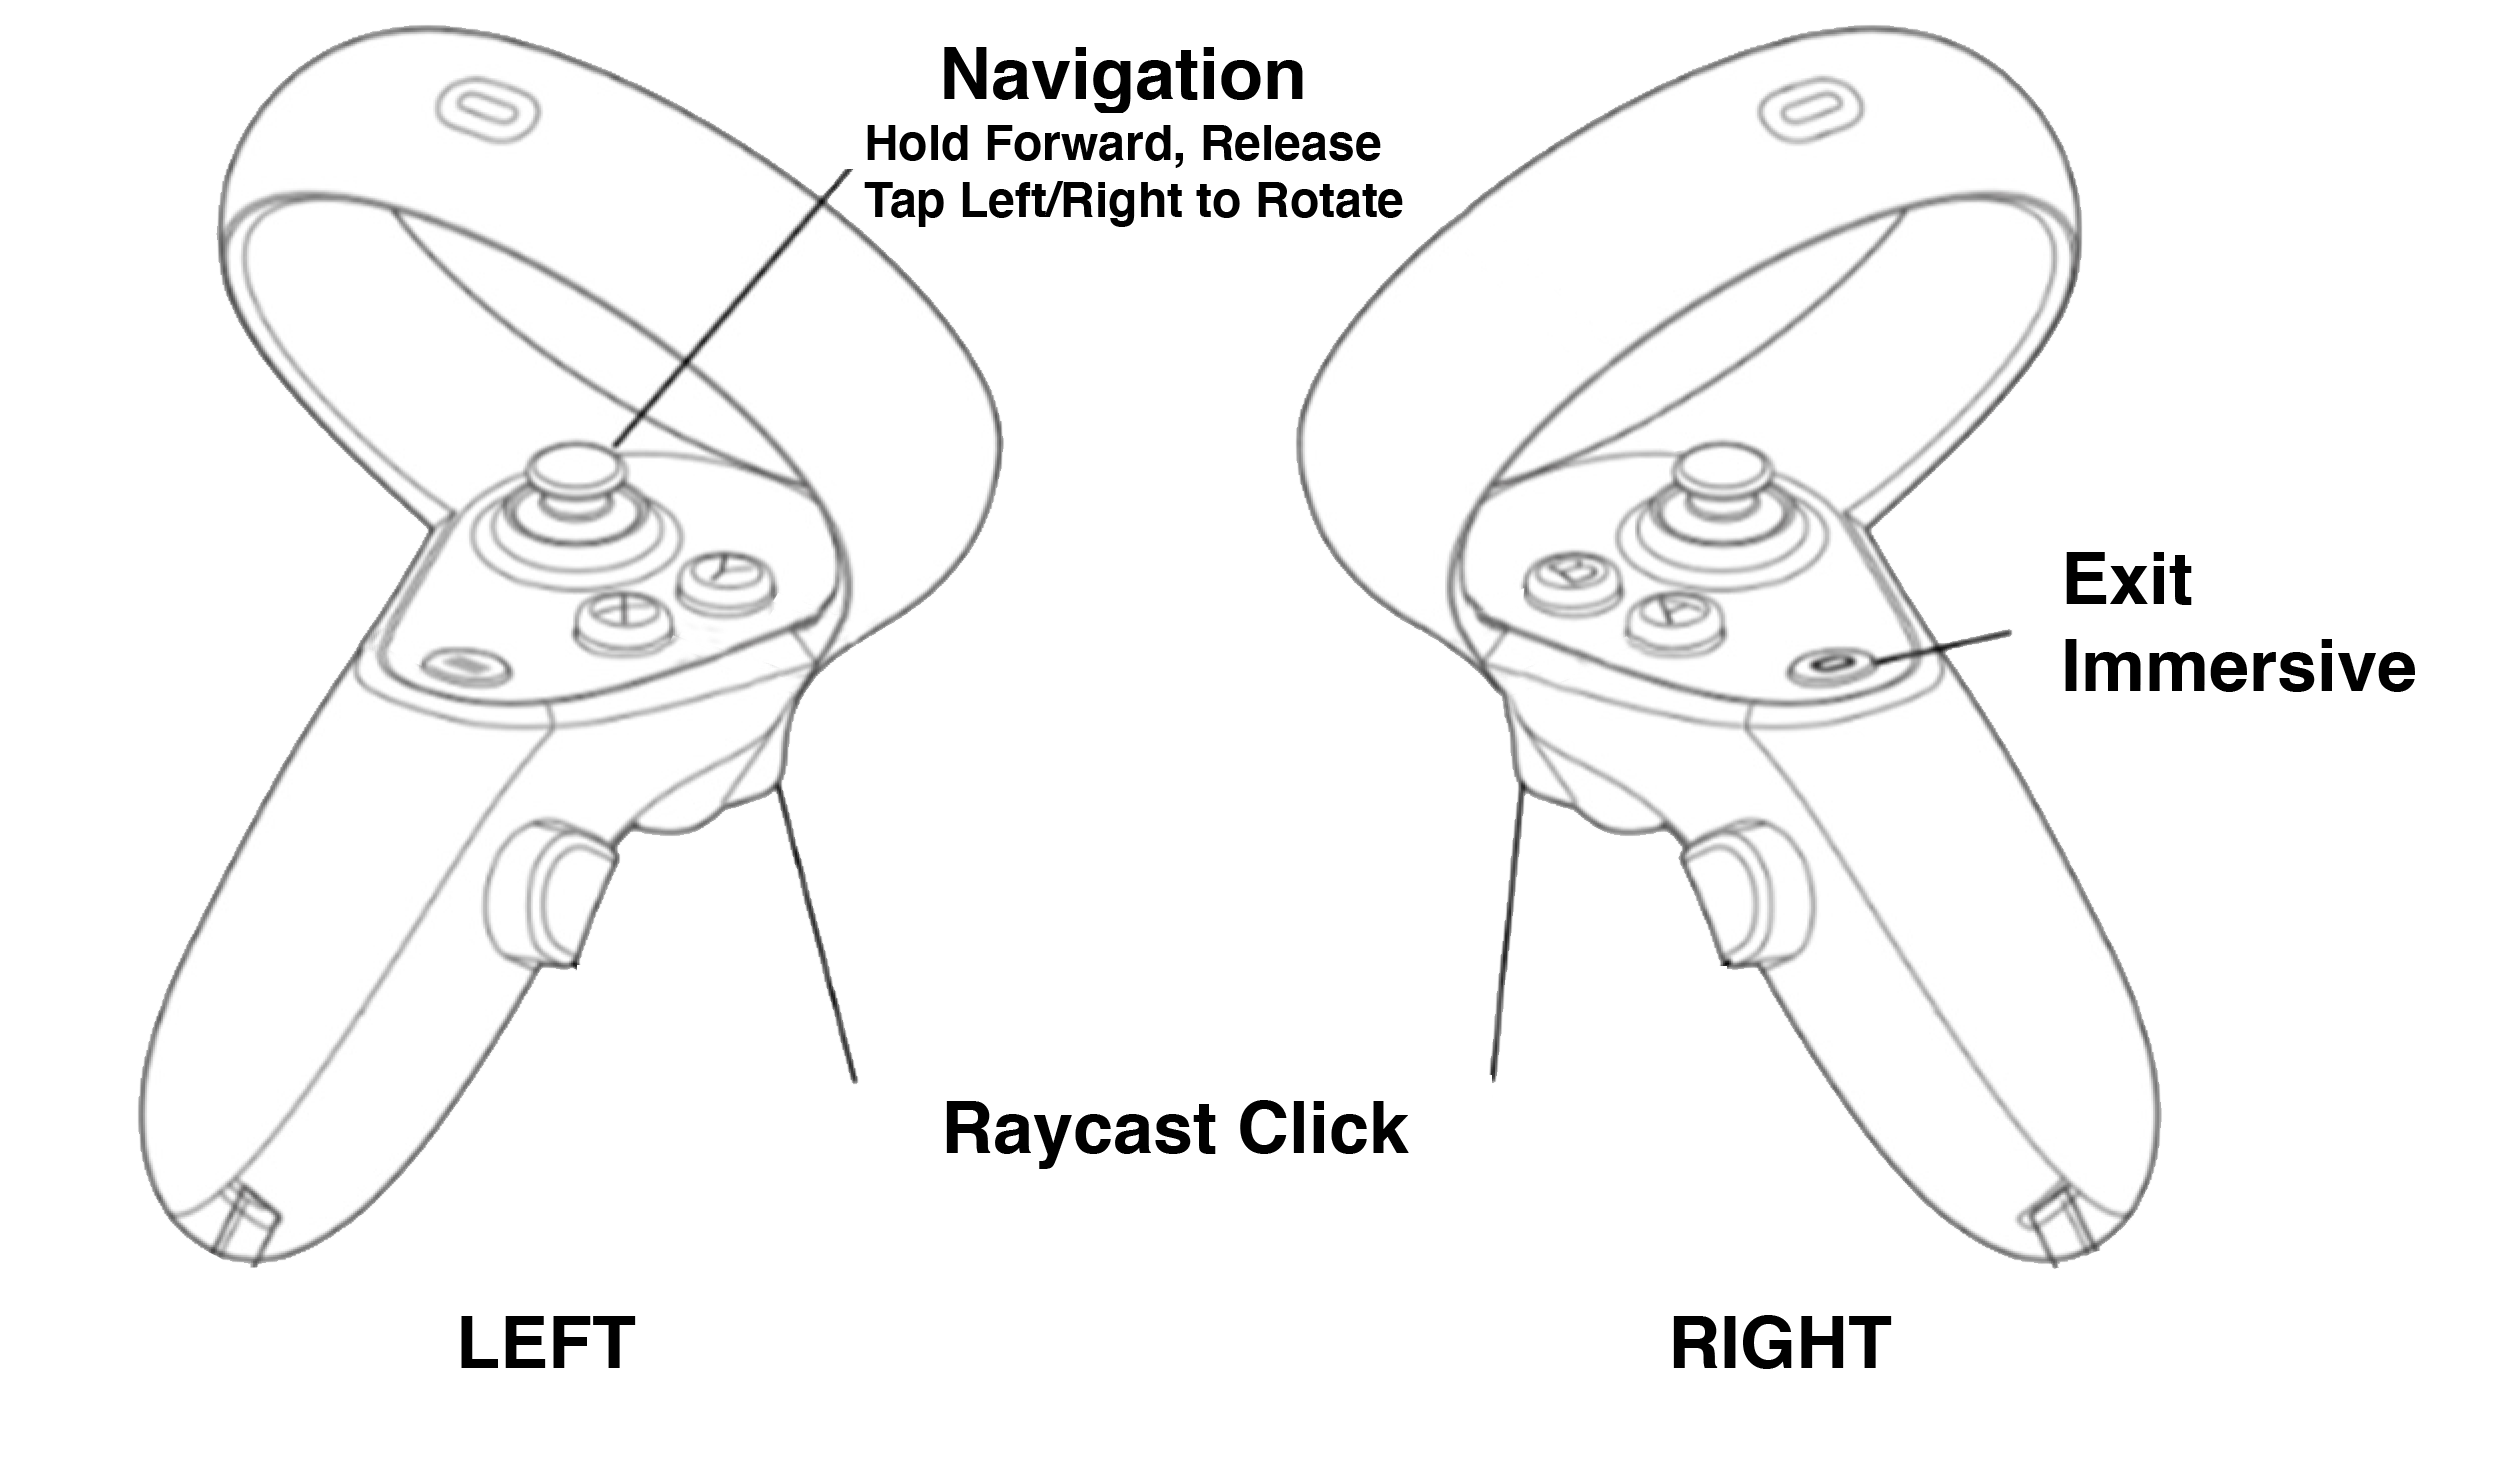 Navigation
Hold Forward, Release
Tap Left/Right to Rotate
Exit
Immersive
Raycast Click
LEFT
RIGHT